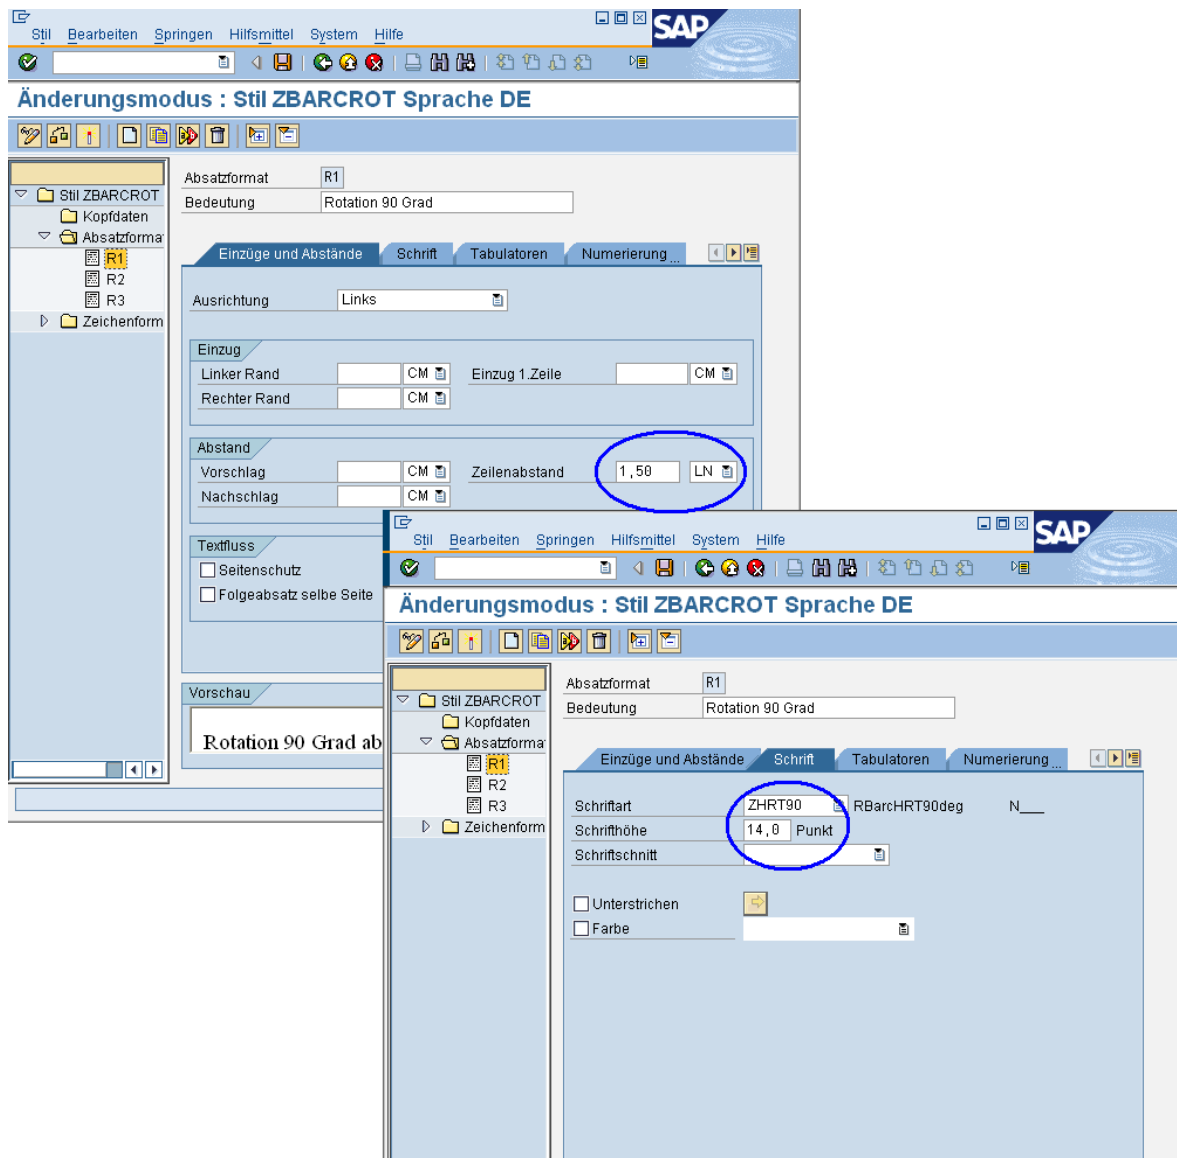 Stil Bearbeiten Springen Hilfsmittel System Hilfe
SAP
Änderungsmodus : Stil ZBARCROT Sprache DE
Absatzformat R1
Bedeutung Rotation 90 Grad
Stil ZBARCROT
Kopfdaten
Absatzforma
R1
R2
R3
Zeichenform
Einzüge und Abstände Schrift Tabulatoren Numerierung ...
Ausrichtung Links
Einzug
Linker Rand CM Einzug 1.Zeile CM
Rechter Rand CM
Abstand
Vorschlag CM Zeilenabstand 1,50 LN
Nachschlag CM
Textfluss
Seitenschutz
Folgeabsatz selbe Seite
Vorschau
Rotation 90 Grad ab
Stil Bearbeiten Springen Hilfsmittel System Hilfe
SAP
Änderungsmodus : Stil ZBARCROT Sprache DE
Absatzformat R1
Bedeutung Rotation 90 Grad
Stil ZBARCROT
Kopfdaten
Absatzforma
R1
R2
R3
Zeichenform
Einzüge und Abstände Schrift Tabulatoren Numerierung ...
Schriftart ZHRT90 RBarcHRT90deg N___
Schrifthöhe 14,0 Punkt
Schriftschnitt
Unterstrichen
Farbe